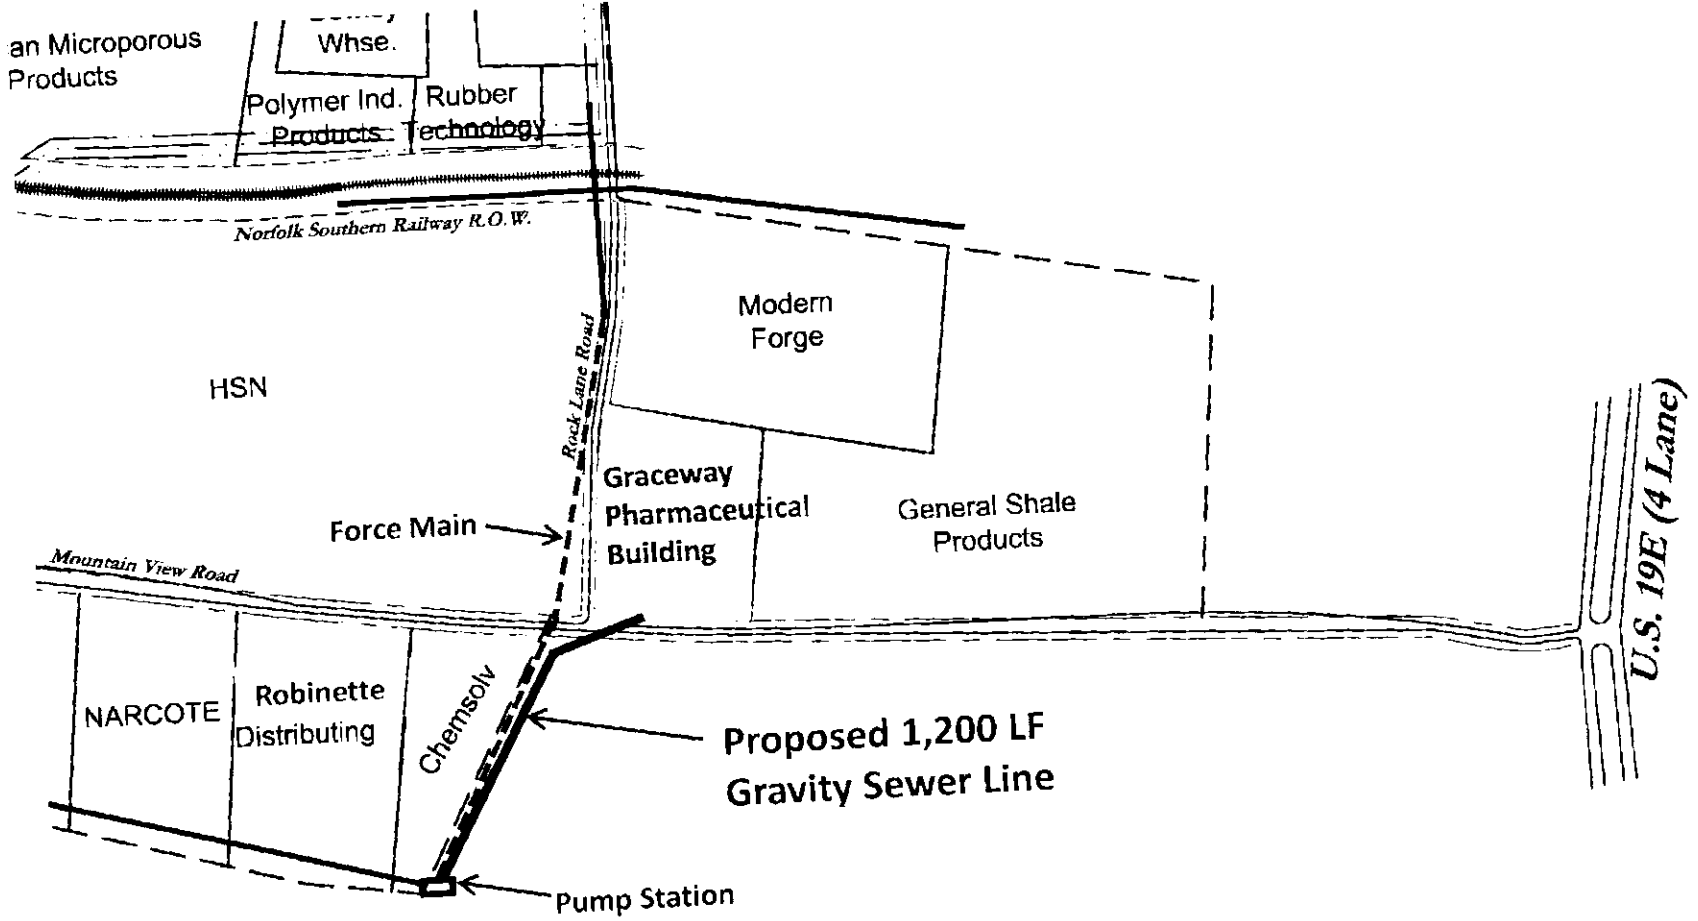 an Microporous
Products
Whse.
Polymer Ind.
Products
Rubber
Technology
Norfolk Southern Railway R.O.W.
Modern
Forge
Rock Lane Road
HSN
Graceway
Pharmaceutical
Building
Force Main
General Shale
Products
U.S. 19E (4 Lane)
Mountain View Road
NARCOTE
Robinette
Distributing
Chemsolv
Proposed 1,200 LF
Gravity Sewer Line
Pump Station